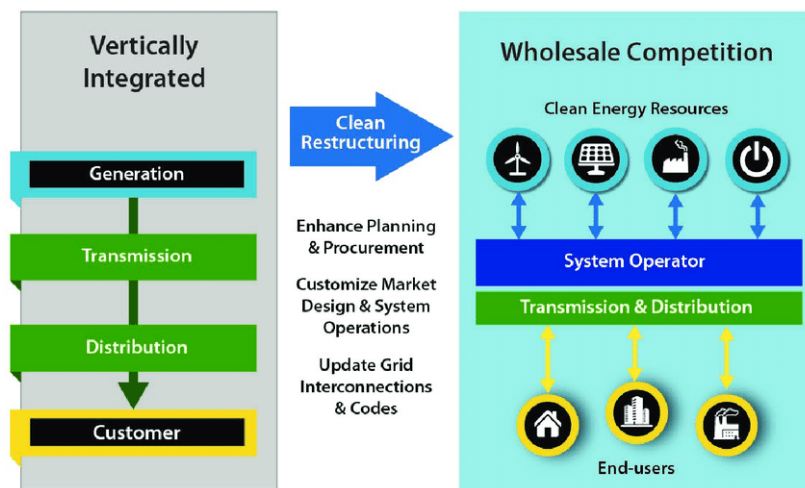 Vertically
Integrated
Generation
Transmission
Distribution
Customer
Clean
Restructuring
Enhance Planning
& Procurement
Customize Market
Design & System
Operations
Update Grid
Interconnections
& Codes
Wholesale Competition
Clean Energy Resources
System Operator
Transmission & Distribution
End-users